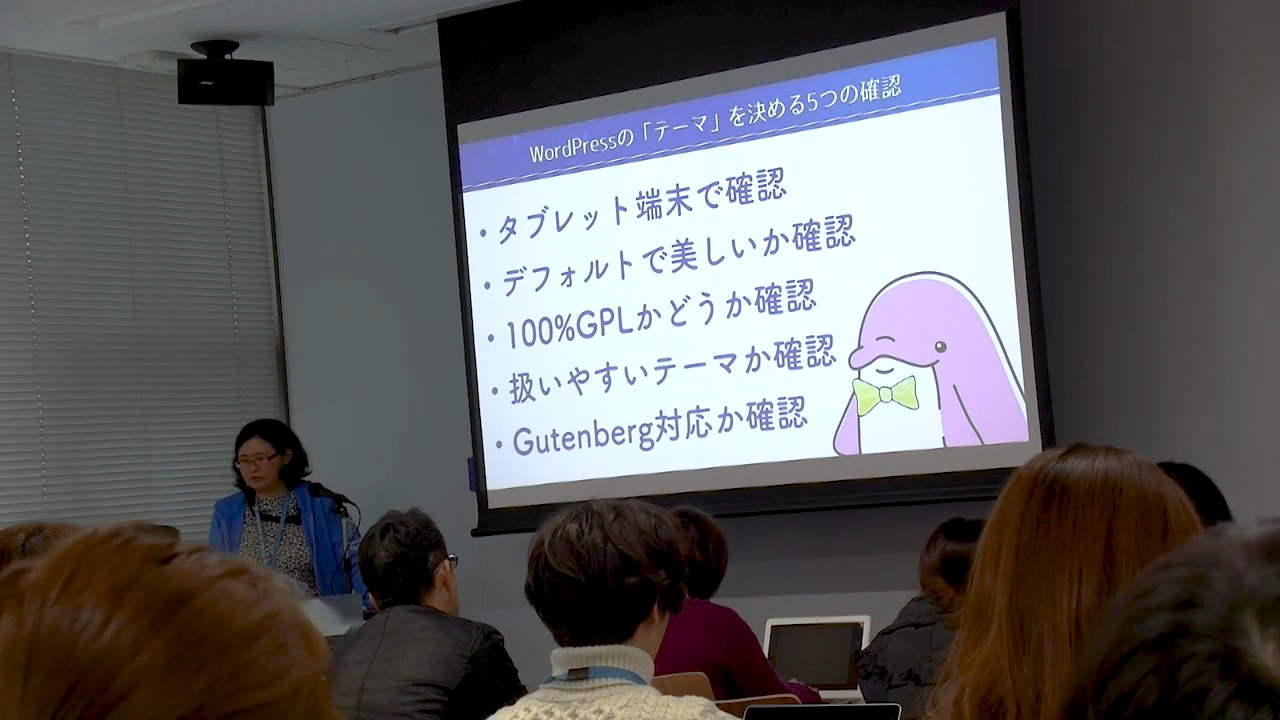 WordPressの「テーマ」を決める5つの確認
・タブレット端末で確認
・デフォルトで美しいか確認
・100%GPLかどうか確認
・扱いやすいテーマか確認
・Gutenberg対応か確認